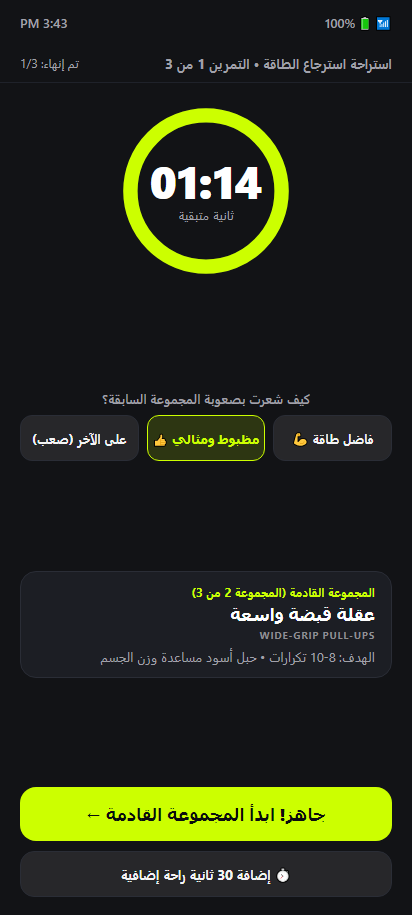 3:43 PM
100% 🔋 📶
استراحة استرجاع الطاقة • التمرين 1 من 3
تم إنهاء: 1/3
01:14
ثانية متبقية
كيف شعرت بصعوبة المجموعة السابقة؟
فاضل طاقة 💪
مظبوط ومثالي 👍
على الآخر (صعب)
المجموعة القادمة (المجموعة 2 من 3)
عقلة قبضة واسعة
WIDE-GRIP PULL-UPS
الهدف: 8-10 تكرارات • حبل أسود مساعدة وزن الجسم
جاهز! ابدأ المجموعة القادمة ←
⏱ إضافة 30 ثانية راحة إضافية